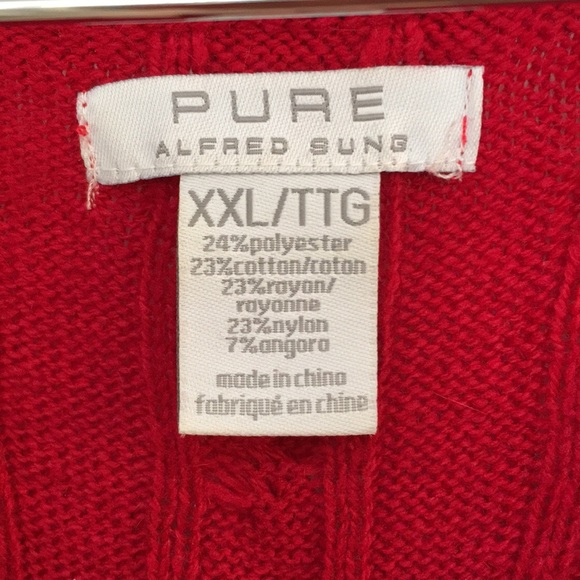 PURE
ALFRED SUNG
XXL/TTG
24%polyester
23%cotton/coton
23%rayon/
rayonne
23%nylon
7%angora
made in china
fabriqué en chine